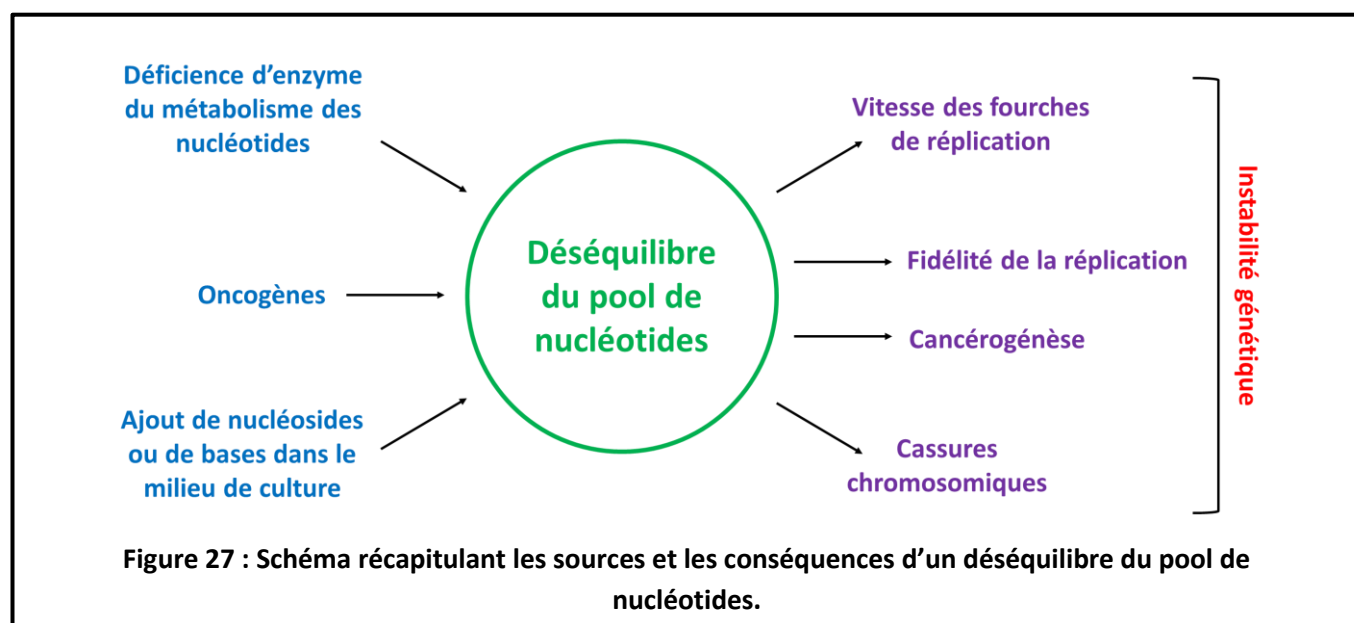 Déficience d'enzyme
du métabolisme des
nucléotides
Oncogènes
Ajout de nucléosides
ou de bases dans le
milieu de culture
Déséquilibre
du pool de
nucléotides
Vitesse des fourches
de réplication
Fidélité de la réplication
Cancérogénèse
Cassures
chromosomiques
Instabilité génétique
Figure 27 : Schéma récapitulant les sources et les conséquences d'un déséquilibre du pool de
nucléotides.